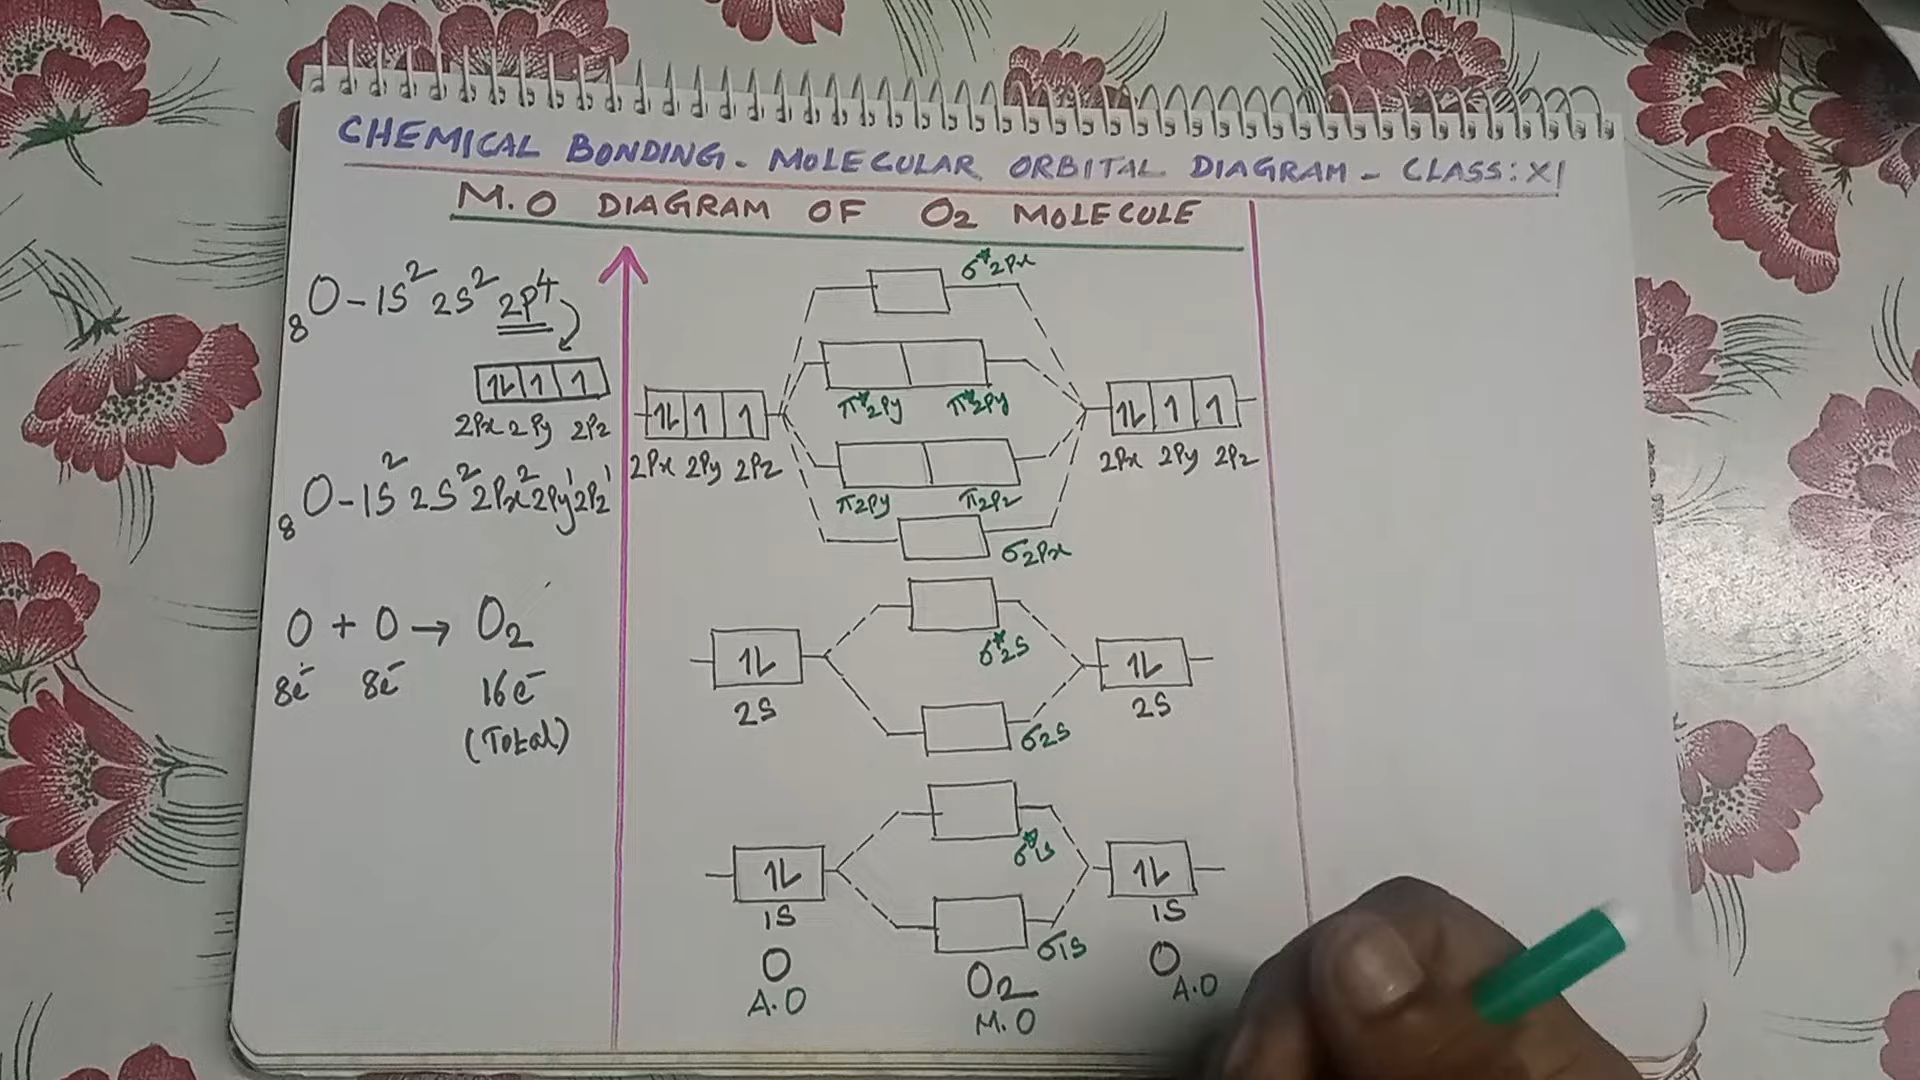 CHEMICAL BONDING - MOLECULAR ORBITAL DIAGRAM - CLASS: XI
M.O DIAGRAM OF O2 MOLECULE
8O - 1S² 2S² 2P⁴
1L 1 1
2Px 2Py 2Pz
8O - 1S² 2S² 2Px² 2Py¹ 2Pz¹
O + O → O2
8e⁻ 8e⁻ 16e⁻
(Total)
σ*2Px
π*2Py π*2Py
1L 1 1
2Px 2Py 2Pz
1L 1 1
2Px 2Py 2Pz
π2Py π2Pz
σ2Px
σ*2S
1L
2S
1L
2S
σ2S
σ*1S
1L
1S
1L
1S
σ1S
O O2 O
A.O M.O A.O